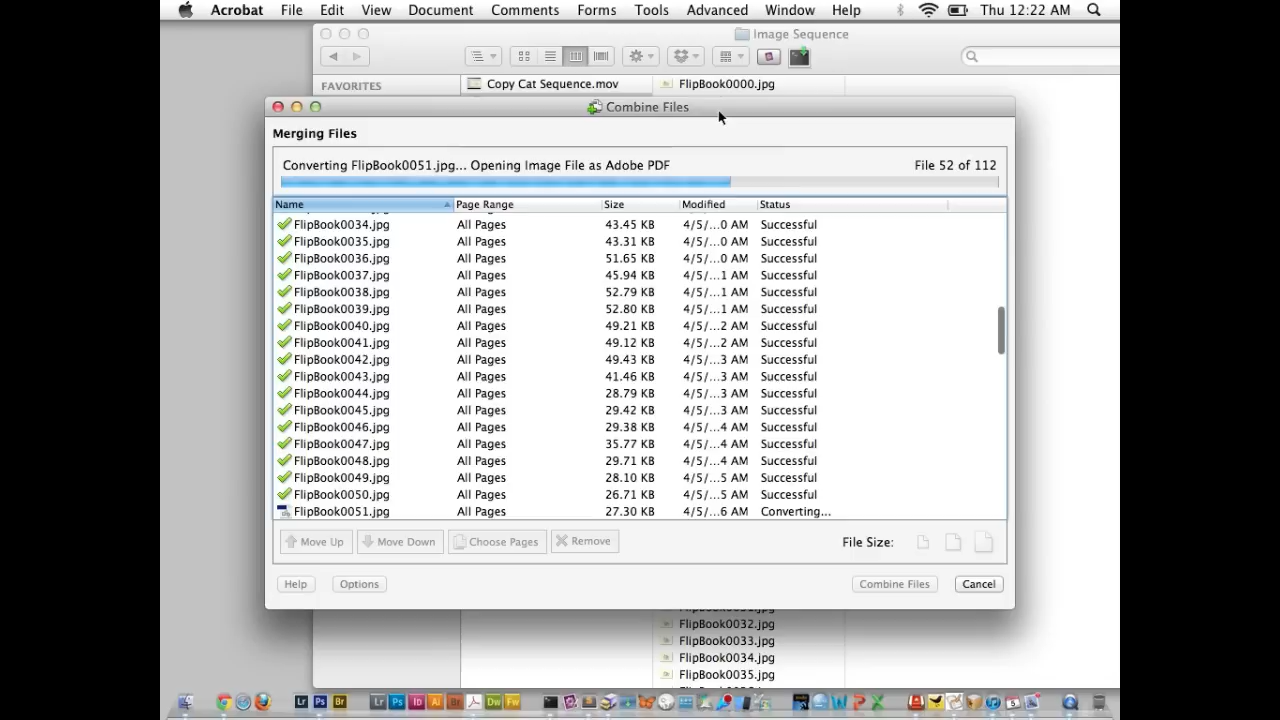 Acrobat File Edit View Document Comments Forms Tools Advanced Window Help Thu 12:22 AM
Image Sequence
FAVORITES Copy Cat Sequence.mov FlipBook0000.jpg
Combine Files
Merging Files
Converting FlipBook0051.jpg... Opening Image File as Adobe PDF File 52 of 112
Name Page Range Size Modified Status
FlipBook0034.jpg All Pages 43.45 KB 4/5/...0 AM Successful
FlipBook0035.jpg All Pages 43.31 KB 4/5/...0 AM Successful
FlipBook0036.jpg All Pages 51.65 KB 4/5/...0 AM Successful
FlipBook0037.jpg All Pages 45.94 KB 4/5/...1 AM Successful
FlipBook0038.jpg All Pages 52.79 KB 4/5/...1 AM Successful
FlipBook0039.jpg All Pages 52.80 KB 4/5/...1 AM Successful
FlipBook0040.jpg All Pages 49.21 KB 4/5/...2 AM Successful
FlipBook0041.jpg All Pages 49.12 KB 4/5/...2 AM Successful
FlipBook0042.jpg All Pages 49.43 KB 4/5/...3 AM Successful
FlipBook0043.jpg All Pages 41.46 KB 4/5/...3 AM Successful
FlipBook0044.jpg All Pages 28.79 KB 4/5/...3 AM Successful
FlipBook0045.jpg All Pages 29.42 KB 4/5/...3 AM Successful
FlipBook0046.jpg All Pages 29.38 KB 4/5/...4 AM Successful
FlipBook0047.jpg All Pages 35.77 KB 4/5/...4 AM Successful
FlipBook0048.jpg All Pages 29.71 KB 4/5/...4 AM Successful
FlipBook0049.jpg All Pages 28.10 KB 4/5/...5 AM Successful
FlipBook0050.jpg All Pages 26.71 KB 4/5/...5 AM Successful
FlipBook0051.jpg All Pages 27.30 KB 4/5/...6 AM Converting...
Move Up Move Down Choose Pages Remove File Size:
Help Options Combine Files Cancel
FlipBook0032.jpg
FlipBook0033.jpg
FlipBook0034.jpg
FlipBook0035.jpg
Lr Ps Br Lr Ps Id Ai Br Dw Fw